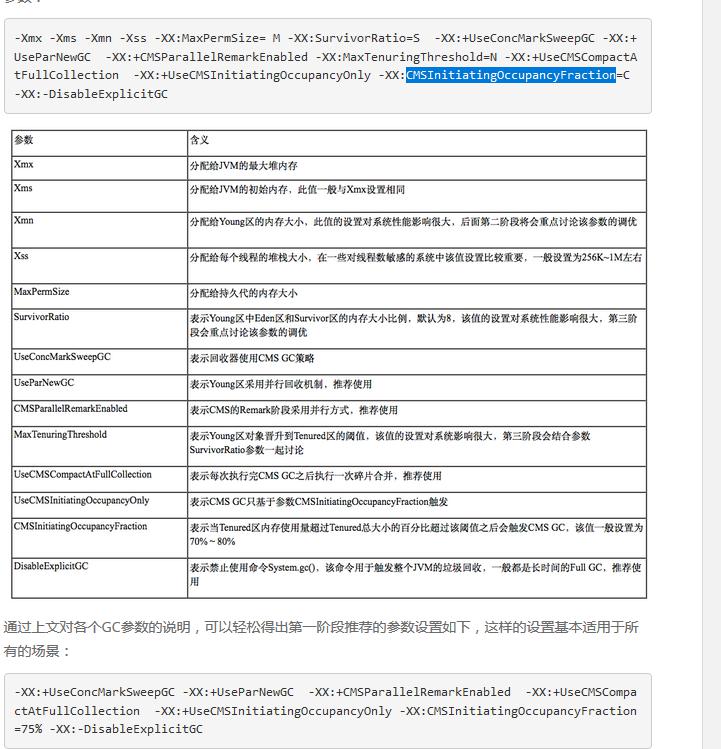 -Xmx -Xms -Xmn -Xss -XX:MaxPermSize= M -XX:SurvivorRatio=S  -XX:+UseConcMarkSweepGC -XX:+
UseParNewGC  -XX:+CMSParallelRemarkEnabled -XX:MaxTenuringThreshold=N -XX:+UseCMSCompactA
tFullCollection  -XX:+UseCMSInitiatingOccupancyOnly -XX:CMSInitiatingOccupancyFraction=C
-XX:-DisableExplicitGC
参数 含义
Xmx 分配给JVM的最大堆内存
Xms 分配给JVM的初始内存，此值一般与Xmx设置相同
Xmn 分配给Young区的内存大小，此值的设置对系统性能影响很大，后面第二阶段将会重点讨论该参数的调优
Xss 分配给每个线程的堆栈大小，在一些对线程数敏感的系统中该值设置比较重要，一般设置为256K~1M左右
MaxPermSize 分配给持久代的内存大小
SurvivorRatio 表示Young区中Eden区和Survivor区的内存大小比例，默认为8，该值的设置对系统性能影响很大，第三阶
段会重点讨论该参数的调优
UseConcMarkSweepGC 表示回收器使用CMS GC策略
UseParNewGC 表示Young区采用并行回收机制，推荐使用
CMSParallelRemarkEnabled 表示CMS的Remark阶段采用并行方式，推荐使用
MaxTenuringThreshold 表示Young区对象晋升到Tenured区的阈值，该值的设置对系统影响很大，第三阶段会结合参数
SurvivorRatio参数一起讨论
UseCMSCompactAtFullCollection 表示每次执行完CMS GC之后执行一次碎片合并，推荐使用
UseCMSInitiatingOccupancyOnly 表示CMS GC只基于参数CMSInitiatingOccupancyFraction触发
CMSInitiatingOccupancyFraction 表示当Tenured区内存使用量超过Tenured总大小的百分比超过该阈值之后会触发CMS GC，该值一般设置为
70%～80%
DisableExplicitGC 表示禁止使用命令System.gc()，该命令用于触发整个JVM的垃圾回收，一般都是长时间的Full GC，推荐使
用
通过上文对各个GC参数的说明，可以轻松得出第一阶段推荐的参数设置如下，这样的设置基本适用于所
有的场景：
-XX:+UseConcMarkSweepGC -XX:+UseParNewGC  -XX:+CMSParallelRemarkEnabled  -XX:+UseCMSCompa
ctAtFullCollection  -XX:+UseCMSInitiatingOccupancyOnly -XX:CMSInitiatingOccupancyFraction
=75% -XX:-DisableExplicitGC